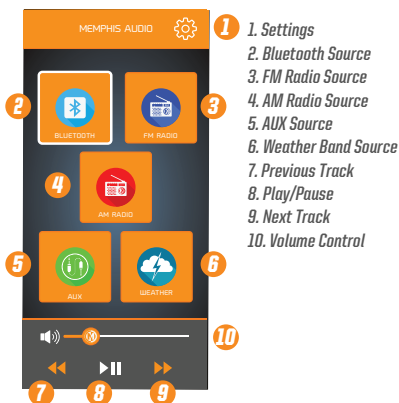 MEMPHIS AUDIO
1
1. Settings
2. Bluetooth Source
3. FM Radio Source
4. AM Radio Source
5. AUX Source
6. Weather Band Source
7. Previous Track
8. Play/Pause
9. Next Track
10. Volume Control
2
BLUETOOTH
FM RADIO
3
4
AM RADIO
5
AUX
WEATHER
6
10
7
8
9